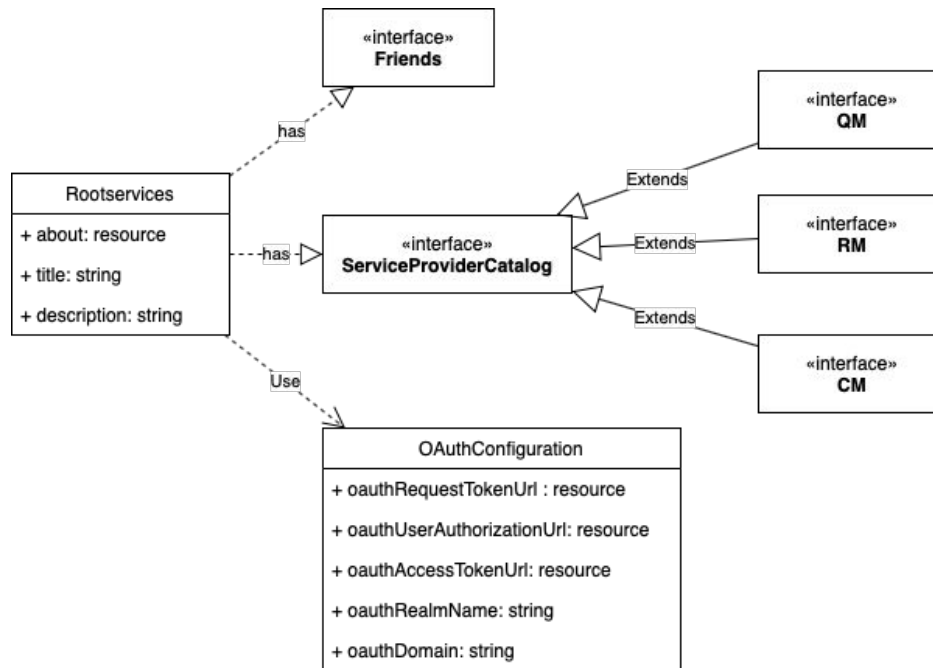 «interface»
Friends
has
Rootservices
+ about: resource
+ title: string
+ description: string
has
«interface»
ServiceProviderCatalog
Extends
«interface»
QM
Extends
«interface»
RM
Extends
«interface»
CM
Use
OAuthConfiguration
+ oauthRequestTokenUrl : resource
+ oauthUserAuthorizationUrl: resource
+ oauthAccessTokenUrl: resource
+ oauthRealmName: string
+ oauthDomain: string